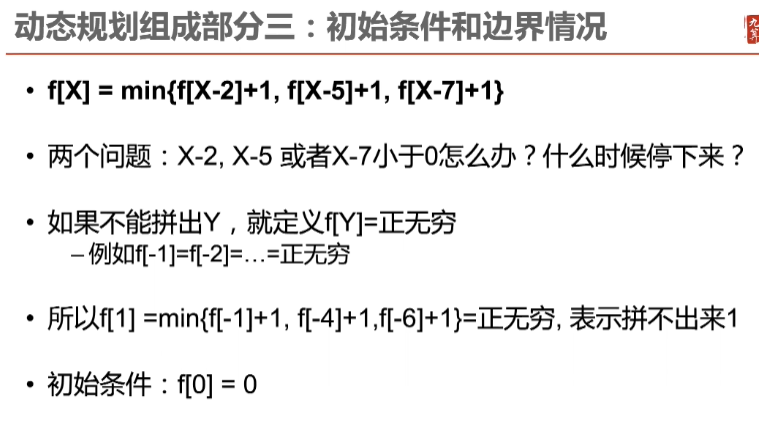 动态规划组成部分三：初始条件和边界情况
九算
• f[X] = min{f[X-2]+1, f[X-5]+1, f[X-7]+1}
• 两个问题：X-2, X-5 或者X-7小于0怎么办？什么时候停下来？
• 如果不能拼出Y，就定义f[Y]=正无穷
– 例如f[-1]=f[-2]=…=正无穷
• 所以f[1] =min{f[-1]+1, f[-4]+1,f[-6]+1}=正无穷, 表示拼不出来1
• 初始条件：f[0] = 0